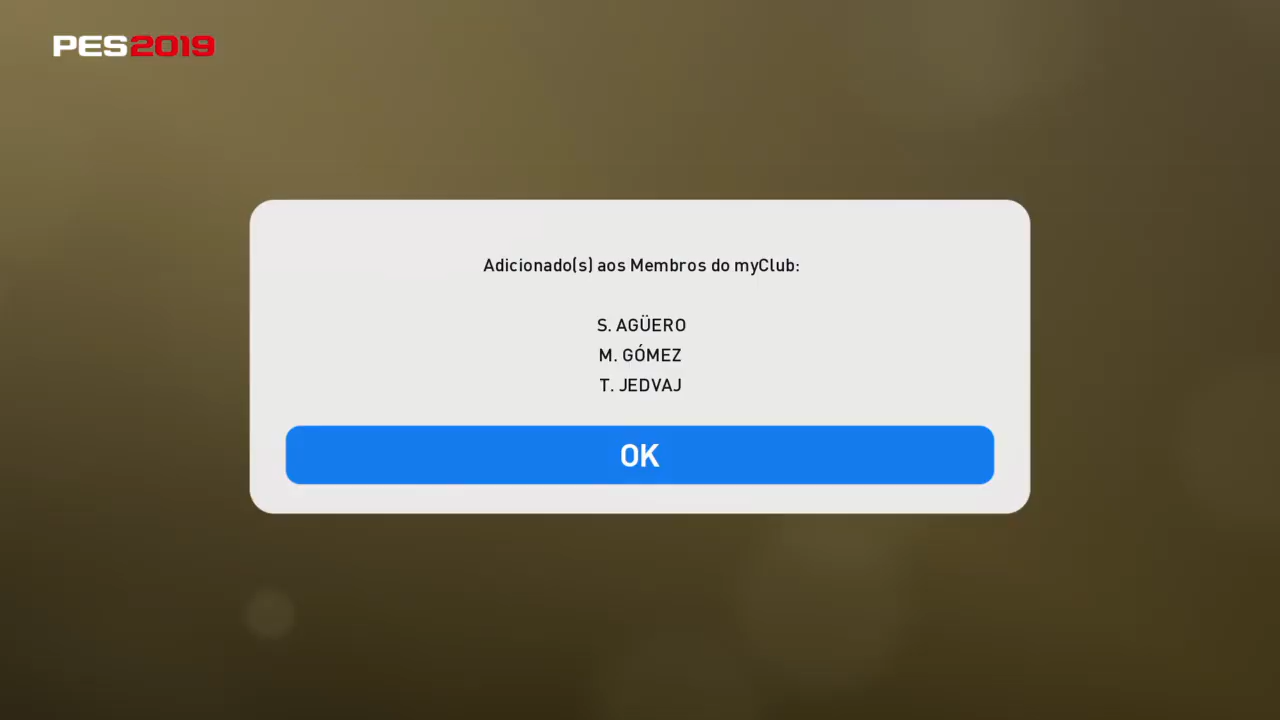 PES2019
Adicionado(s) aos Membros do myClub:
S. AGÜERO
M. GÓMEZ
T. JEDVAJ
OK